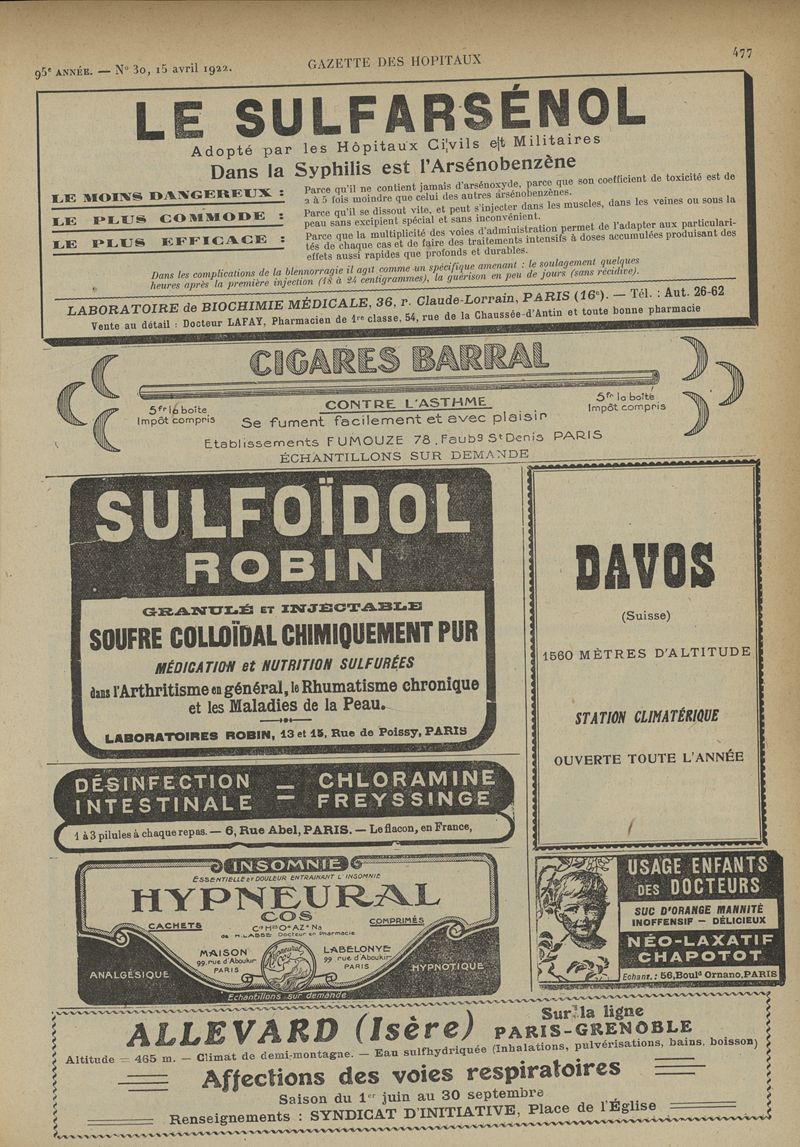 95e ANNÉE. — No 30, 15 avril 1922.
GAZETTE DES HOPITAUX
477
LE SULFARSÉNOL
Adopté par les Hôpitaux Civils et Militaires
Dans la Syphilis est l'Arsénobenzène
LE MOINS DANGEREUX :
Parce qu'il ne contient jamais d'arsénoxyde, parce que son coefficient de toxicité est de
2 à 5 fois moindre que celui des autres arsénobenzènes.
LE PLUS COMMODE :
Parce qu'il se dissout vite, et peut s'injecter dans les muscles, dans les veines ou sous la
peau sans excipient spécial et sans inconvénient.
LE PLUS EFFICACE :
Parce que la multiplicité des voies d'administration permet de l'adapter aux particulari-
tés de chaque cas et de faire des traitements intensifs à doses accumulées produisant des
effets aussi rapides que profonds et durables.
Dans les complications de la blennorragie il agit comme un spécifique amenant : le soulagement quelques
heures après la première injection (18 à 24 centigrammes), la guérison en peu de jours (sans récidive).
LABORATOIRE de BIOCHIMIE MÉDICALE, 36, r. Claude-Lorrain, PARIS (16e). — Tél. : Aut. 26-62
Vente au détail : Docteur LAFAY, Pharmacien de 1re classe, 54, rue de la Chaussée-d'Antin et toute bonne pharmacie
CIGARES BARRAL
5fr la boîte
Impôt compris
CONTRE L'ASTHME
Se fument facilement et avec plaisir
5fr la boîte
Impôt compris
Etablissements FUMOUZE 78, Faubg St Denis PARIS
ÉCHANTILLONS SUR DEMANDE
SULFOÏDOL
ROBIN
GRANULÉ ET INJECTABLE
SOUFRE COLLOÏDAL CHIMIQUEMENT PUR
MÉDICATION et NUTRITION SULFURÉES
dans l'Arthritisme en général, le Rhumatisme chronique
et les Maladies de la Peau.
LABORATOIRES ROBIN, 13 et 15, Rue de Poissy, PARIS
DAVOS
(Suisse)
1560 MÈTRES D'ALTITUDE
STATION CLIMATÉRIQUE
OUVERTE TOUTE L'ANNÉE
DÉSINFECTION = CHLORAMINE
INTESTINALE = FREYSSINGE
1 à 3 pilules à chaque repas. — 6, Rue Abel, PARIS. — Le flacon, en France,
INSOMNIE
ESSENTIELLE et DOULEUR ENTRAINANT L'INSOMNIE
HYPNEURAL
COS
CACHETS
COMPRIMÉS
de H. LABBE Docteur en Pharmacie
MAISON
99, rue d'Aboukir
PARIS
Hypneural
Cos
LABELONYE
99 rue d'Aboukir
PARIS
ANALGÉSIQUE
HYPNOTIQUE
Echantillons sur demande
USAGE ENFANTS
DES DOCTEURS
SUC D'ORANGE MANNITÉ
INOFFENSIF – DÉLICIEUX
NÉO-LAXATIF
CHAPOTOT
Echant. : 56, Bould Ornano, PARIS
ALLEVARD (Isère)
Sur la ligne
PARIS-GRENOBLE
Altitude = 465 m. — Climat de demi-montagne. — Eau sulfhydriquée (Inhalations, pulvérisations, bains, boisson)
Affections des voies respiratoires
Saison du 1er juin au 30 septembre
Renseignements : SYNDICAT D'INITIATIVE, Place de l'Église